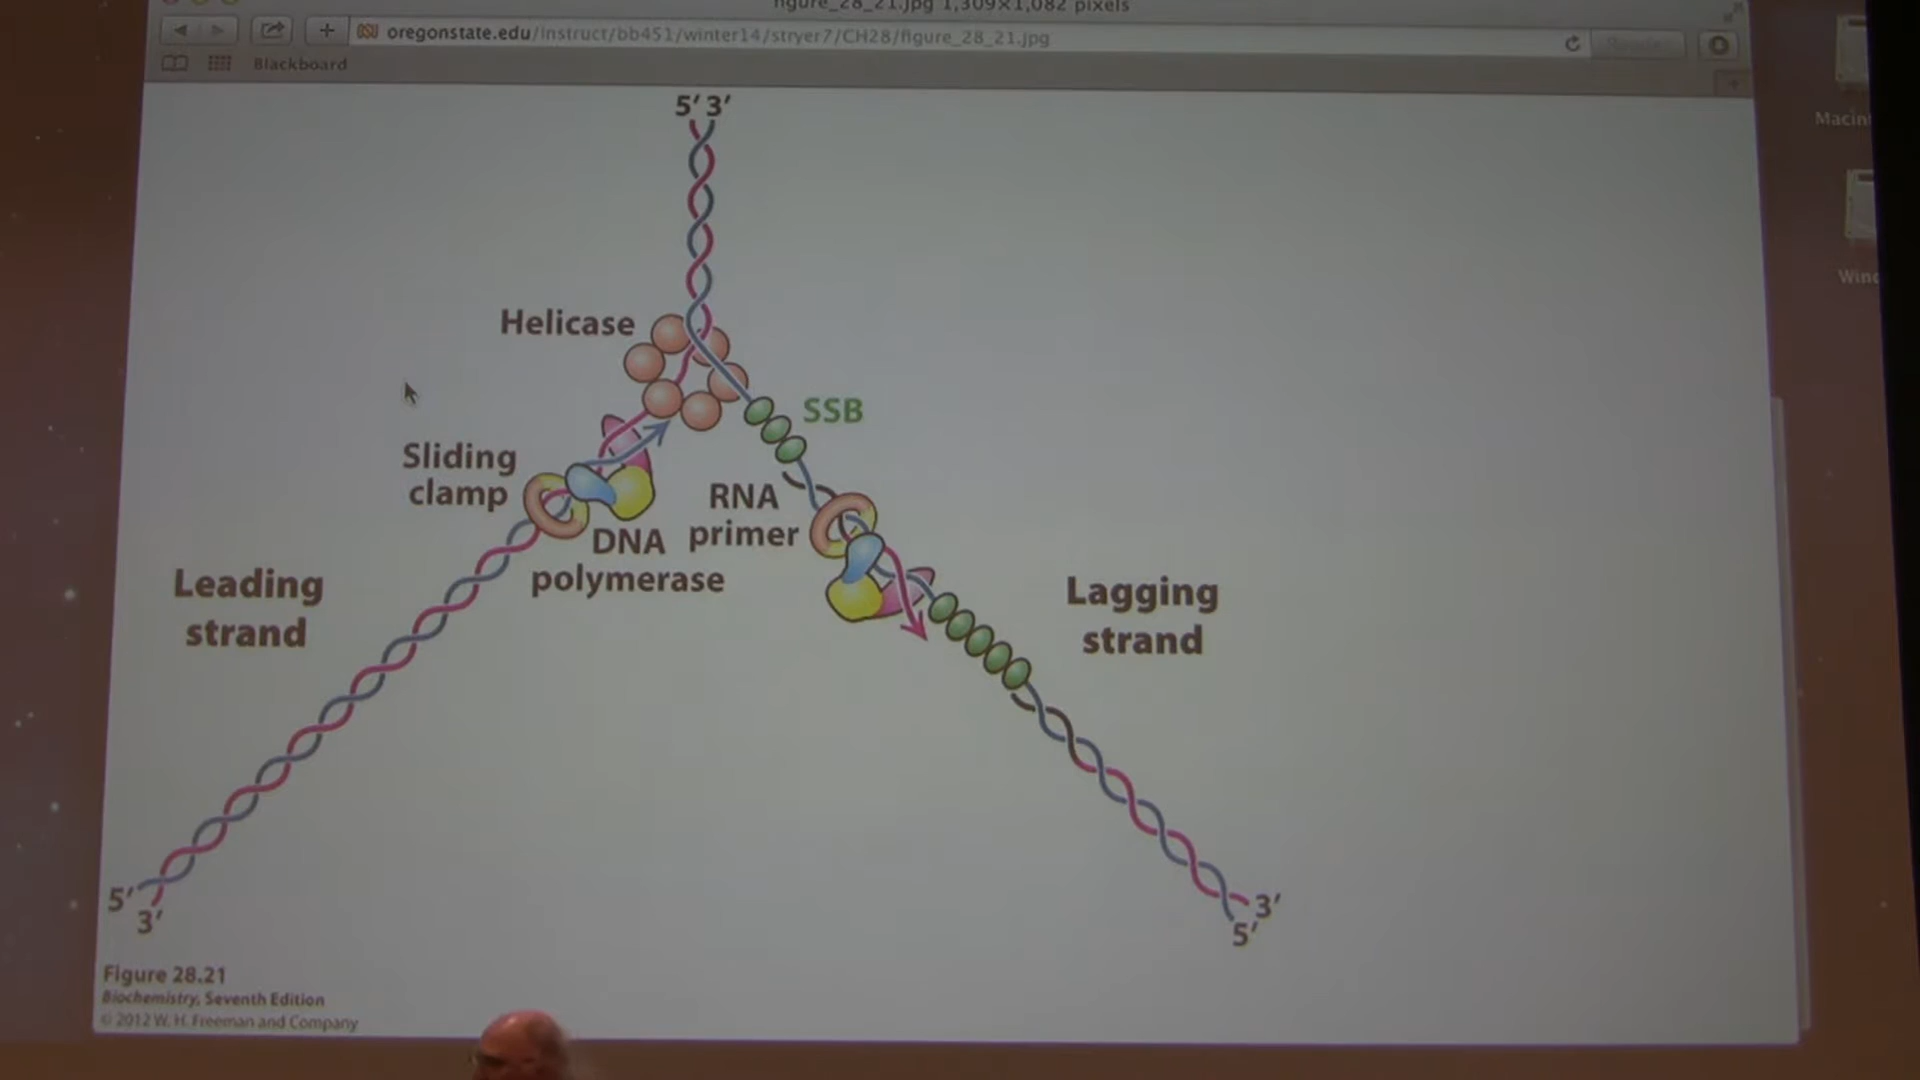 figure_28_21.jpg 1,309×1,082 pixels
oregonstate.edu/instruct/bb451/winter14/stryer7/CH28/figure_28_21.jpg
Blackboard
5′ 3′
Helicase
SSB
Sliding
clamp
RNA
primer
DNA
polymerase
Leading
strand
Lagging
strand
5′
3′
3′
5′
Figure 28.21
Biochemistry, Seventh Edition
© 2012 W. H. Freeman and Company